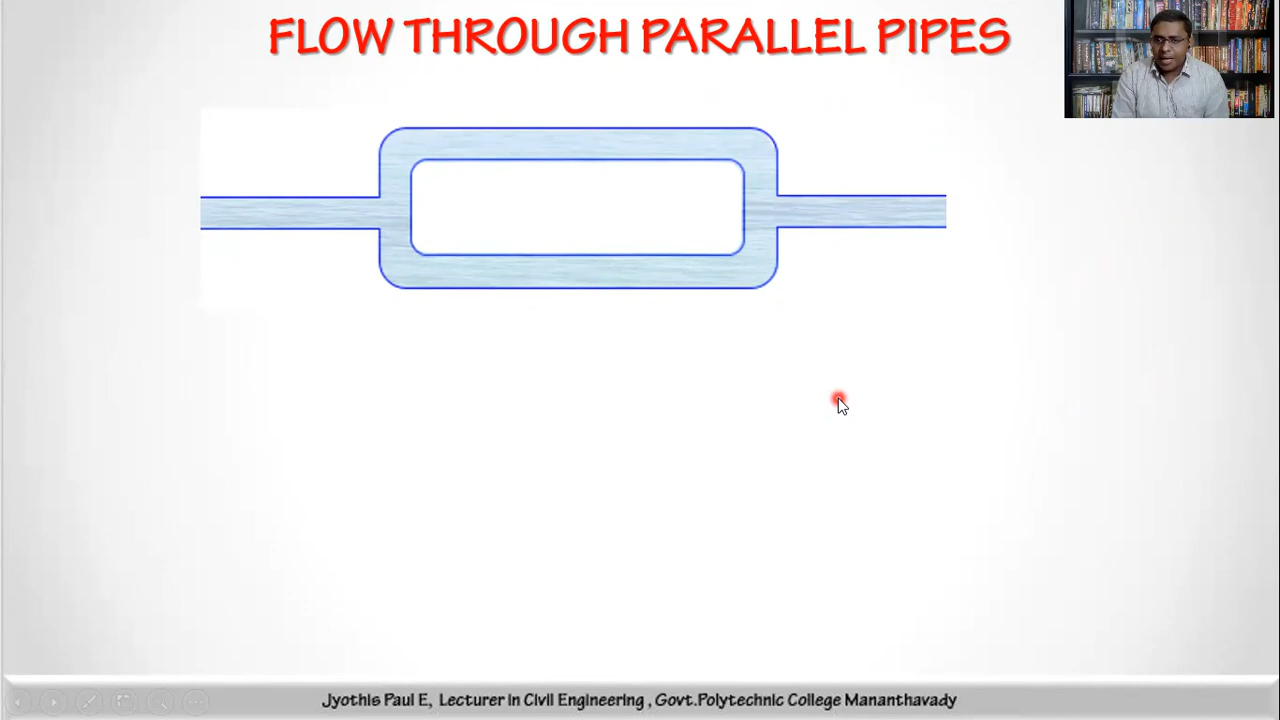 FLOW THROUGH PARALLEL PIPES
Jyothis Paul E, Lecturer in Civil Engineering , Govt.Polytechnic College Mananthavady